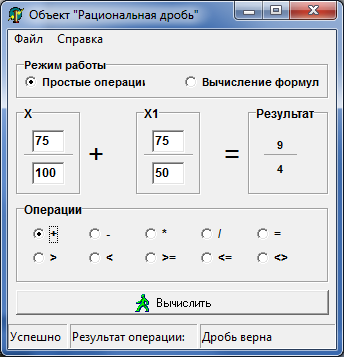 Объект "Рациональная дробь"
Файл Справка
Режим работы
Простые операции Вычисление формул
X X1 Результат
75 75 9
+ =
100 50 4
Операции
+ - * / =
> < >= <= <>
Вычислить
Успешно Результат операции: Дробь верна